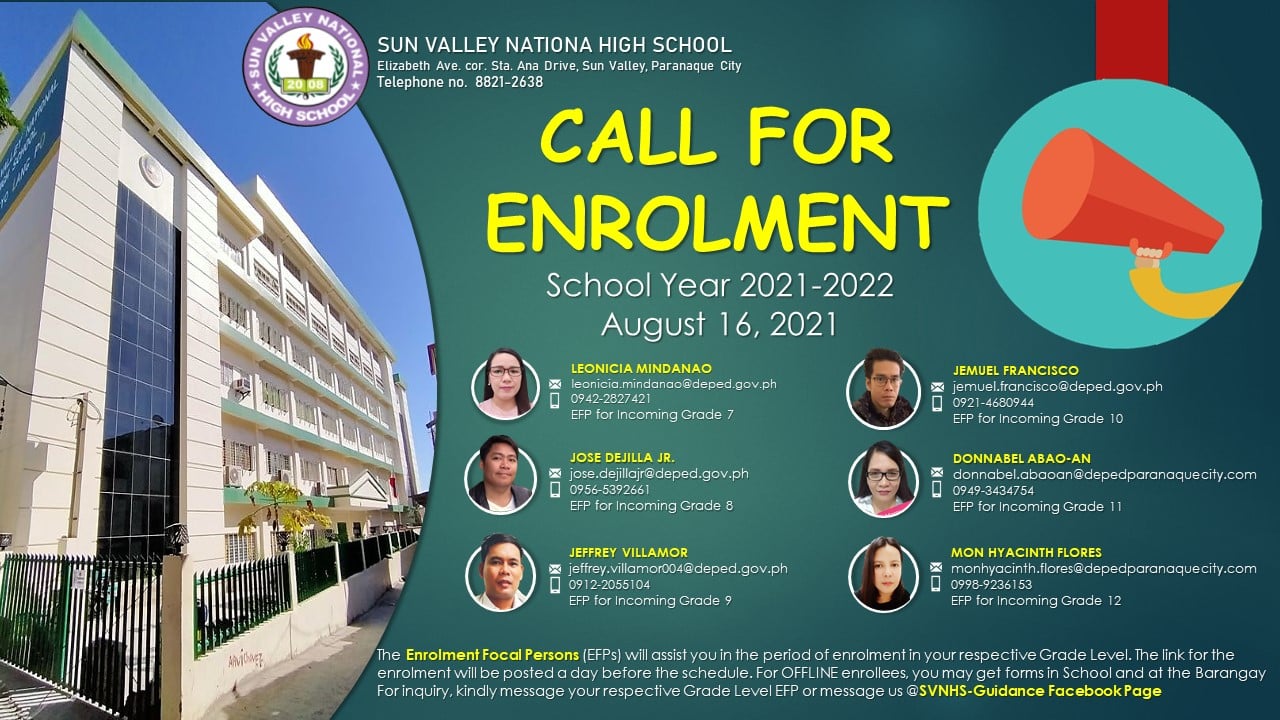 SUN VALLEY NATIONAL
HIGH SCHOOL
20 08
SUN VALLEY NATIONA HIGH SCHOOL
Elizabeth Ave. cor. Sta. Ana Drive, Sun Valley, Paranaque City
Telephone no. 8821-2638
CALL FOR
ENROLMENT
School Year 2021-2022
August 16, 2021
LEONICIA MINDANAO
leonicia.mindanao@deped.gov.ph
0942-2827421
EFP for Incoming Grade 7
JOSE DEJILLA JR.
jose.dejillajr@deped.gov.ph
0956-5392661
EFP for Incoming Grade 8
JEFFREY VILLAMOR
jeffrey.villamor004@deped.gov.ph
0912-2055104
EFP for Incoming Grade 9
JEMUEL FRANCISCO
jemuel.francisco@deped.gov.ph
0921-4680944
EFP for Incoming Grade 10
DONNABEL ABAO-AN
donnabel.abaoan@depedparanaquecity.com
0949-3434754
EFP for Incoming Grade 11
MON HYACINTH FLORES
monhyacinth.flores@depedparanaquecity.com
0998-9236153
EFP for Incoming Grade 12
The Enrolment Focal Persons (EFPs) will assist you in the period of enrolment in your respective Grade Level. The link for the
enrolment will be posted a day before the schedule. For OFFLINE enrollees, you may get forms in School and at the Barangay
For inquiry, kindly message your respective Grade Level EFP or message us @SVNHS-Guidance Facebook Page